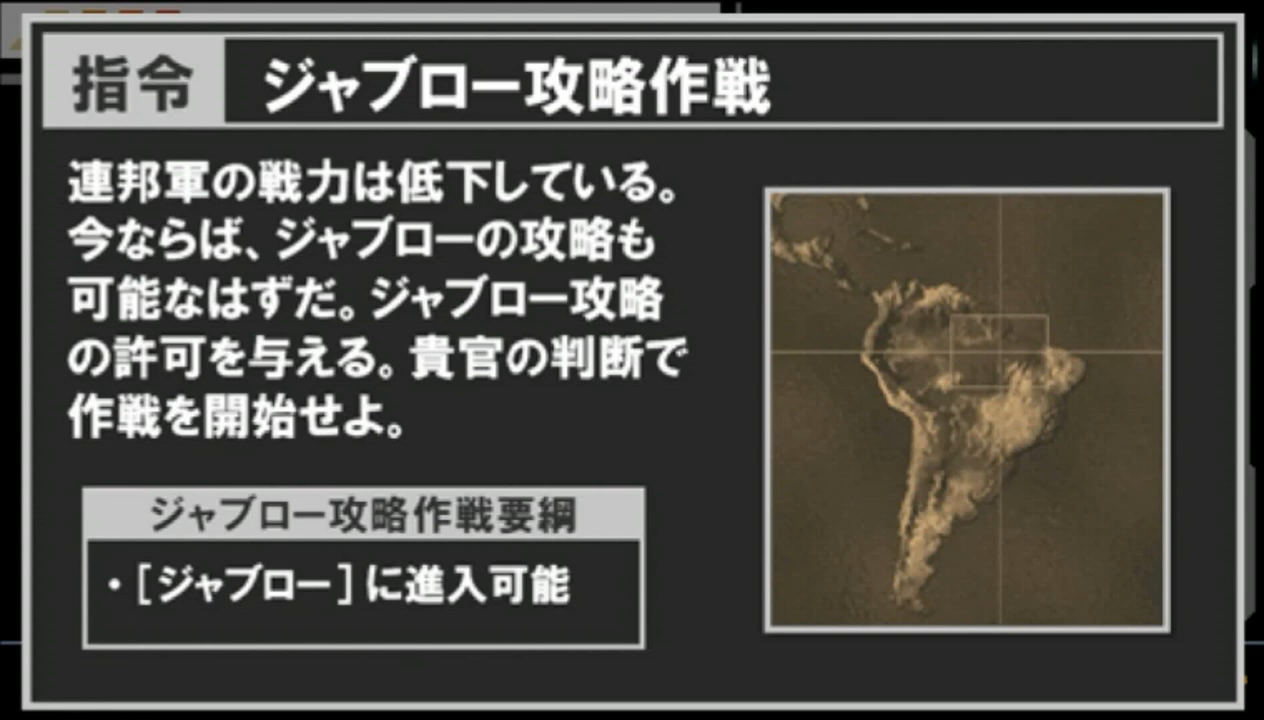 指令
ジャブロー攻略作戦
連邦軍の戦力は低下している。
今ならば、ジャブローの攻略も
可能なはずだ。ジャブロー攻略
の許可を与える。貴官の判断で
作戦を開始せよ。
ジャブロー攻略作戦要綱
・［ジャブロー］に進入可能